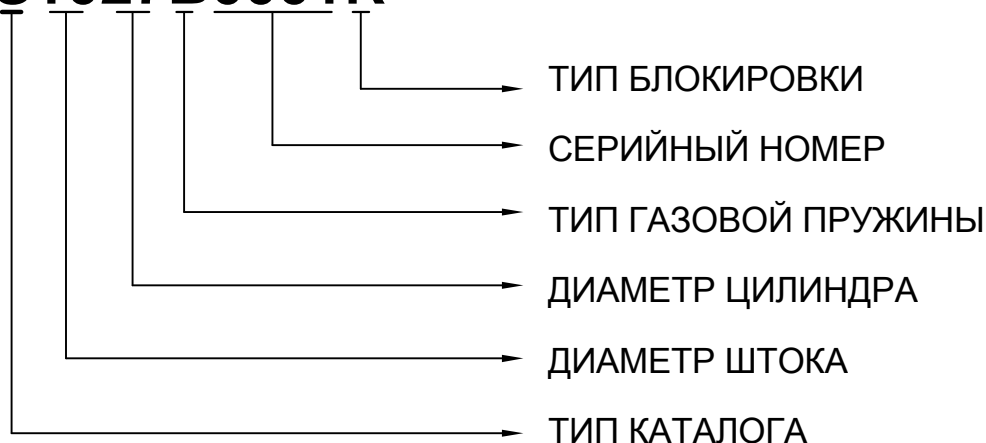 ТИП БЛОКИРОВКИ
СЕРИЙНЫЙ НОМЕР
ТИП ГАЗОВОЙ ПРУЖИНЫ
ДИАМЕТР ЦИЛИНДРА
ДИАМЕТР ШТОКА
ТИП КАТАЛОГА